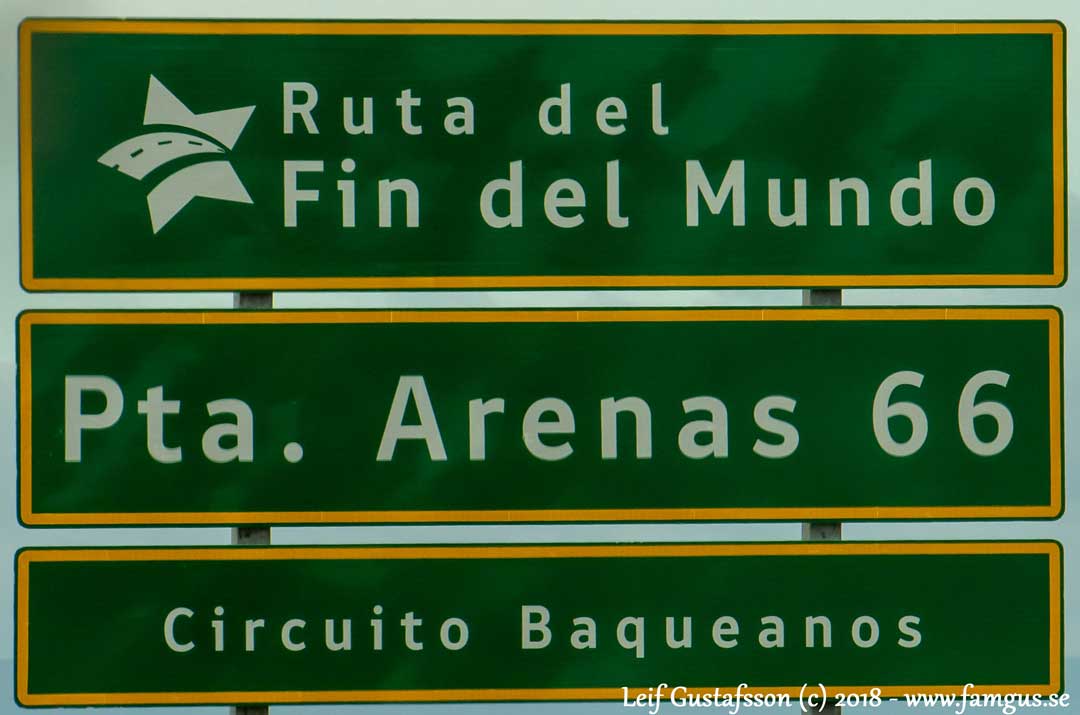 Ruta del
Fin del Mundo
Pta. Arenas 66
Circuito Baqueanos
Leif Gustafsson (c) 2018 - www.famgus.se